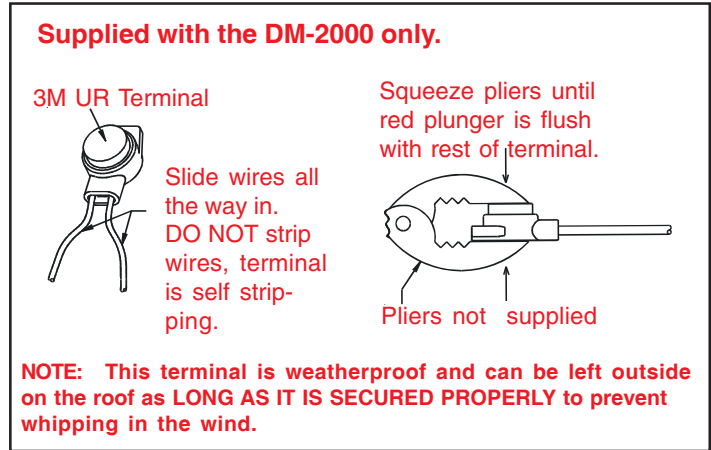 Supplied with the DM-2000 only.
3M UR Terminal
Slide wires all
the way in.
DO NOT strip
wires, terminal
is self strip-
ping.
Squeeze pliers until
red plunger is flush
with rest of terminal.
Pliers not supplied
NOTE: This terminal is weatherproof and can be left outside
on the roof as LONG AS IT IS SECURED PROPERLY to prevent
whipping in the wind.